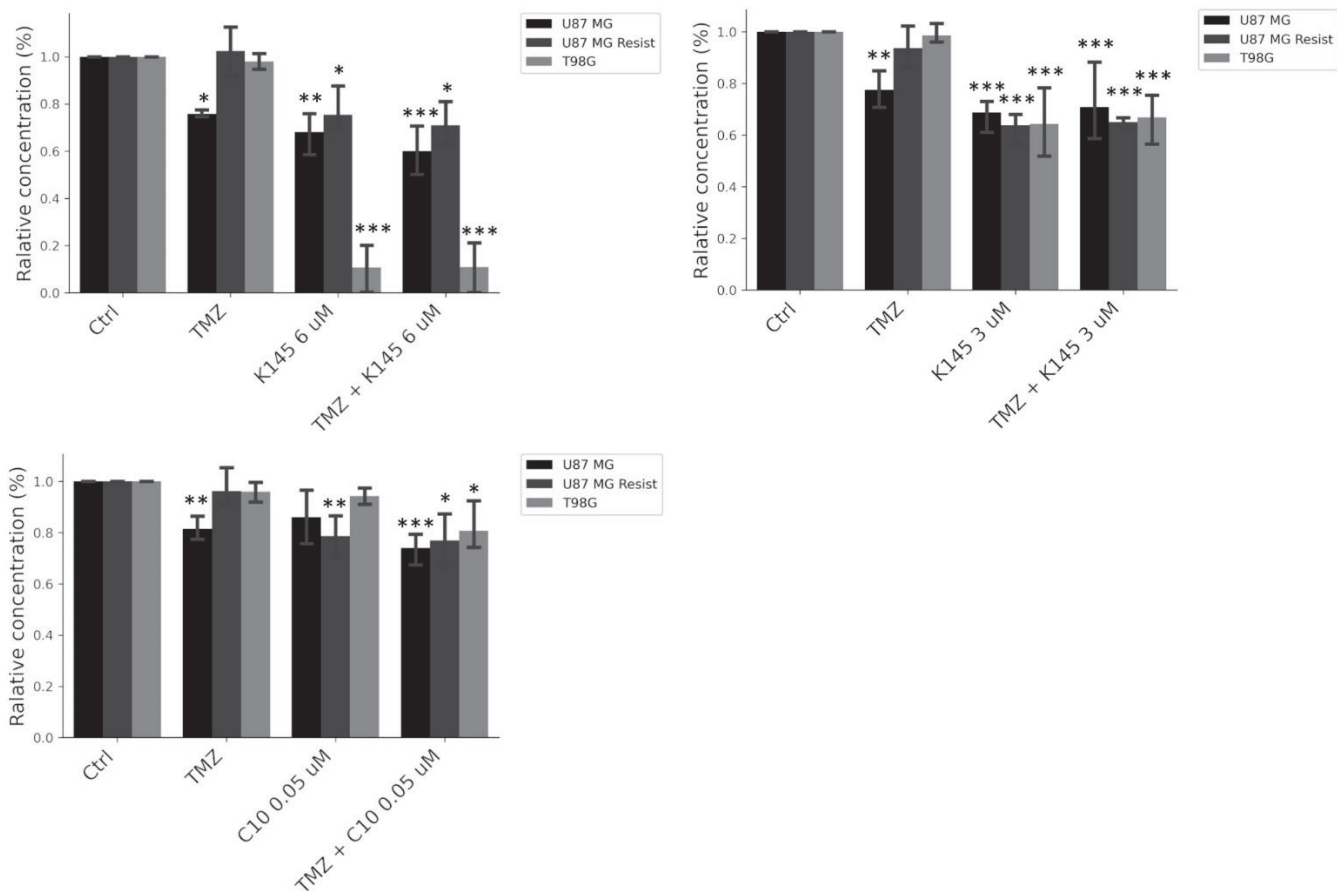 U87 MG
U87 MG Resist
T98G
Ralative concentration (%)
1.0
0.8
0.6
0.4
0.2
0.0
*
**
*
***
***
*
***
Ctrl
TMZ
K145 6 uM
TMZ + K145 6 uM
U87 MG
U87 MG Resist
T98G
Ralative concentration (%)
1.0
0.8
0.6
0.4
0.2
0.0
**
***
***
***
***
***
***
Ctrl
TMZ
K145 3 uM
TMZ + K145 3 uM
U87 MG
U87 MG Resist
T98G
Ralative concentration (%)
1.0
0.8
0.6
0.4
0.2
0.0
**
**
***
*
*
Ctrl
TMZ
C10 0.05 uM
TMZ + C10 0.05 uM